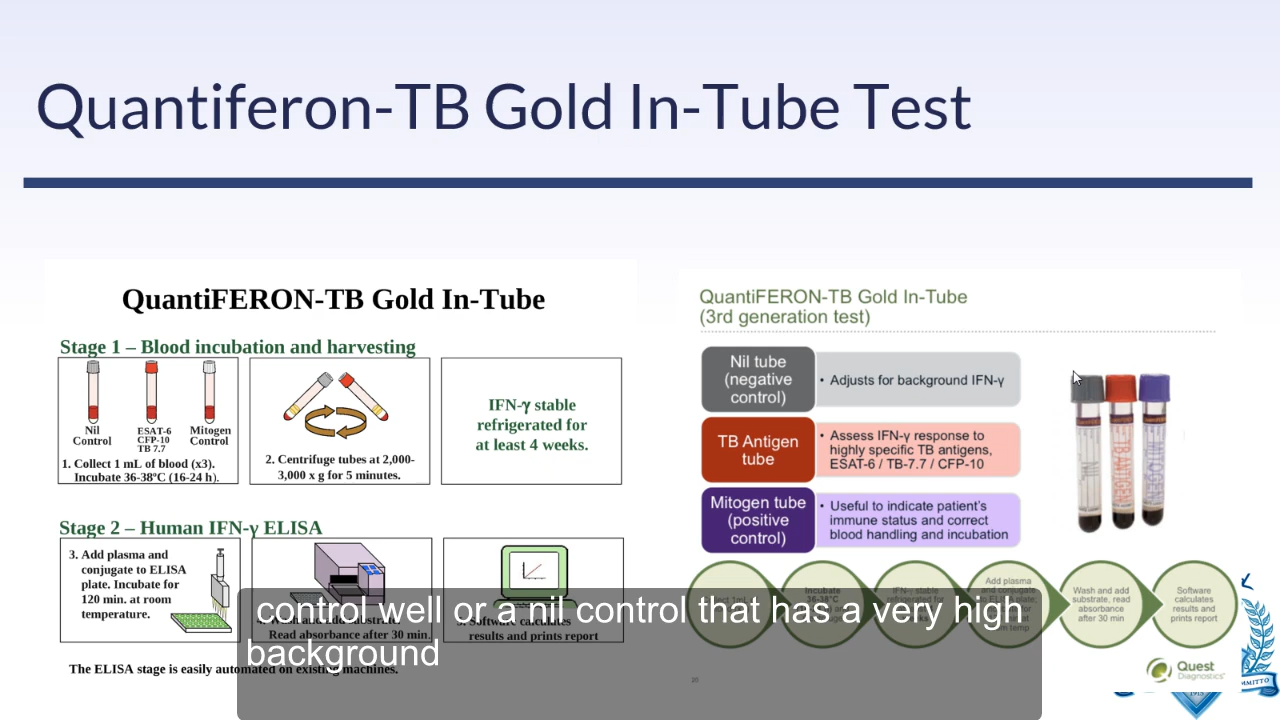 Quantiferon-TB Gold In-Tube Test
QuantiFERON-TB Gold In-Tube
Stage 1 – Blood incubation and harvesting
Nil
Control
ESAT-6
CFP-10
TB 7.7
Mitogen
Control
1. Collect 1 mL of blood (x3).
Incubate 36-38ºC (16-24 h).
2. Centrifuge tubes at 2,000-
3,000 x g for 5 minutes.
IFN-γ stable
refrigerated for
at least 4 weeks.
Stage 2 – Human IFN-γ ELISA
3. Add plasma and
conjugate to ELISA
plate. Incubate for
120 min. at room
temperature.
Read absorbance after 30 min.
results and prints report
The ELISA stage is easily automated on existing machines.
QuantiFERON-TB Gold In-Tube
(3rd generation test)
Nil tube
(negative
control)
• Adjusts for background IFN-γ
TB Antigen
tube
• Assess IFN-γ response to
highly specific TB antigens,
ESAT-6 / TB-7.7 / CFP-10
Mitogen tube
(positive
control)
• Useful to indicate patient's
immune status and correct
blood handling and incubation
NIL
TB ANTIGEN
MITOGEN
Incubate
36-38°C
IFN-γ stable
refrigerated for
Add plasma
and conjugate
Wash and add
substrate, read
absorbance
after 30 min
Software
calculates
results and
prints report
control well or a nil control that has a very high
background
20
Quest
Diagnostics